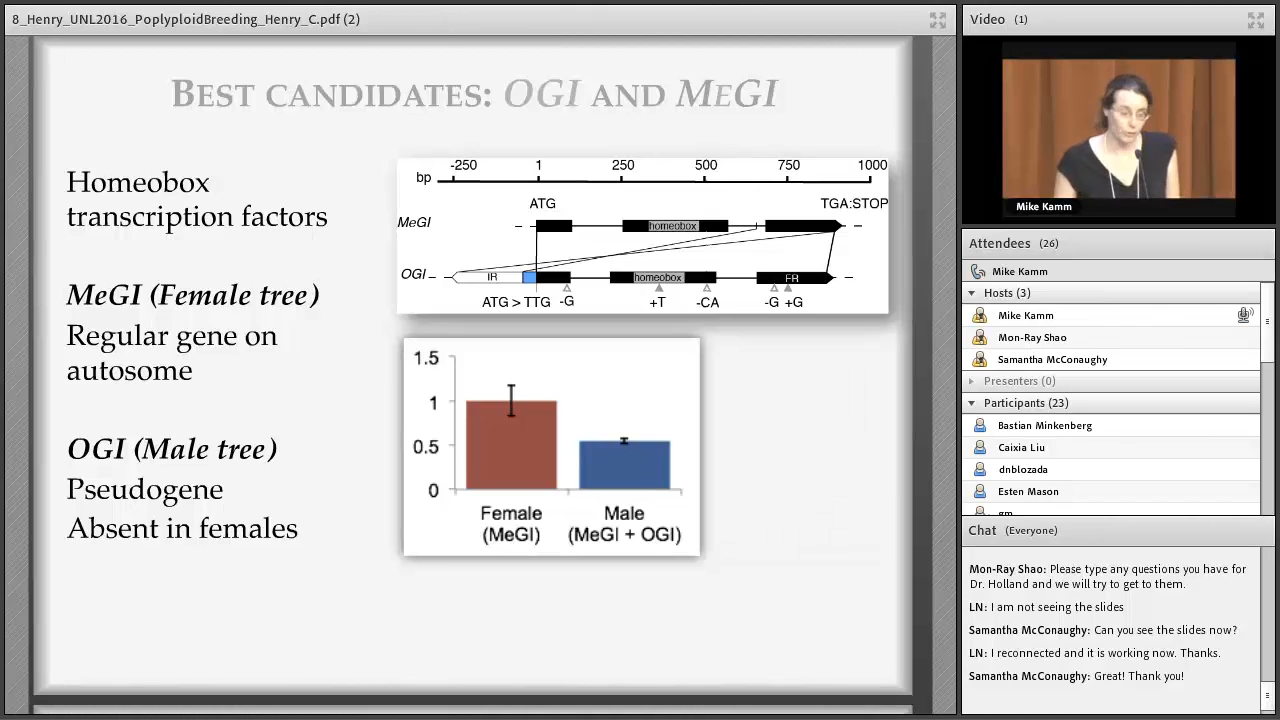 8_Henry_UNL2016_PoplyploidBreeding_Henry_C.pdf (2)
BEST CANDIDATES: OGI AND MEGI
Homeobox
transcription factors
MeGI (Female tree)
Regular gene on
autosome
OGI (Male tree)
Pseudogene
Absent in females
-250 1 250 500 750 1000
bp
ATG TGA:STOP
MeGI
homeobox
OGI
IR homeobox FR
ATG > TTG -G +T -CA -G +G
1.5
1
0.5
0
Female Male
(MeGI) (MeGI + OGI)
Video (1)
Mike Kamm
Attendees (26)
Mike Kamm
Hosts (3)
Mike Kamm
Mon-Ray Shao
Samantha McConaughy
Presenters (0)
Participants (23)
Bastian Minkenberg
Caixia Liu
dnblozada
Esten Mason
gm
Chat (Everyone)
Mon-Ray Shao: Please type any questions you have for
Dr. Holland and we will try to get to them.
LN: I am not seeing the slides
Samantha McConaughy: Can you see the slides now?
LN: I reconnected and it is working now. Thanks.
Samantha McConaughy: Great! Thank you!